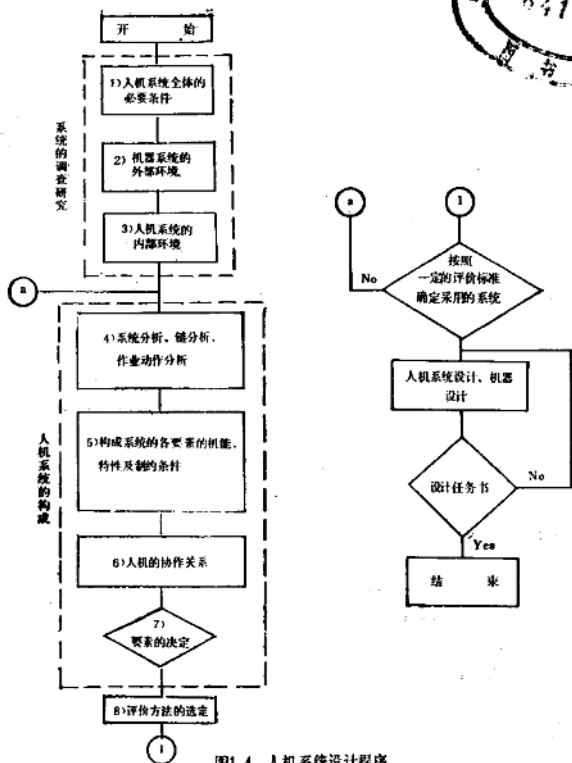 开 始
系统的调查研究
1)人机系统全体的
必要条件
2) 机器系统的
外部环境
3)人机系统的
内部环境
a
人机系统的构成
4)系统分析、链分析、
作业动作分析
5)构成系统的各要素的机能、
特性及制约条件
6)人机的协作关系
7)
要素的决定
8)评价方法的选定
1
a
1
按照
一定的评价标准
确定采用的系统
No
人机系统设计、机器
设计
设计任务书
No
Yes
结 束
图1.4 人机系统设计程序